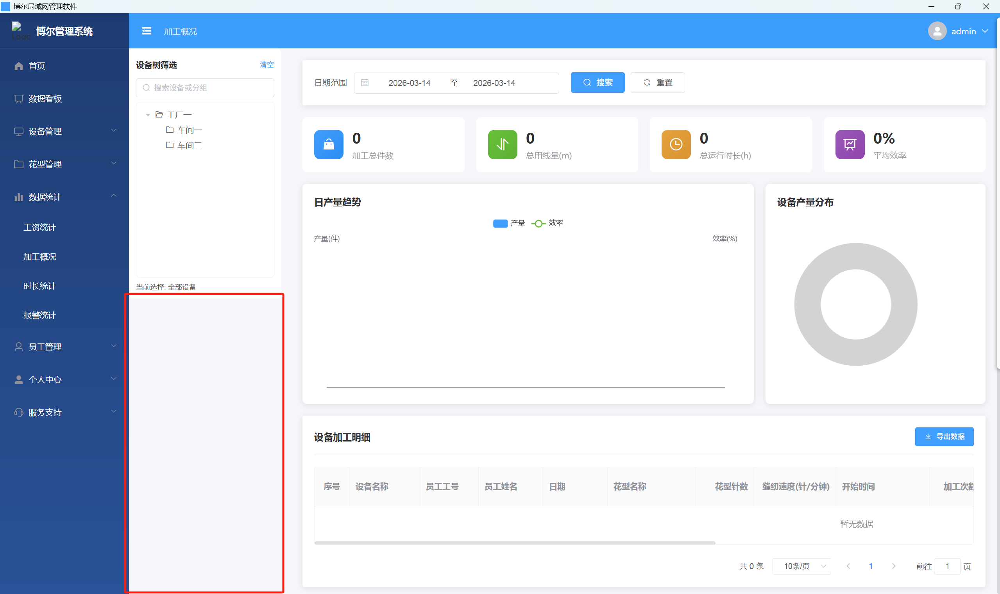 博尔局域网管理软件
Logo
博尔管理系统
加工概况
admin
首页
数据看板
设备管理
花型管理
数据统计
工资统计
加工概况
时长统计
报警统计
员工管理
个人中心
服务支持
设备树筛选
清空
搜索设备或分组
工厂一
车间一
车间二
当前选择: 全部设备
日期范围 2026-03-14 至 2026-03-14 搜索 重置
0
加工总件数
0
总用线量(m)
0
总运行时长(h)
0%
平均效率
日产量趋势
产量 效率
产量(件) 效率(%)
设备产量分布
设备加工明细
导出数据
序号 设备名称 员工工号 员工姓名 日期 花型名称 花型针数 缝纫速度(针/分钟) 开始时间 加工次数
暂无数据
共 0 条 10条/页 1 前往 1 页